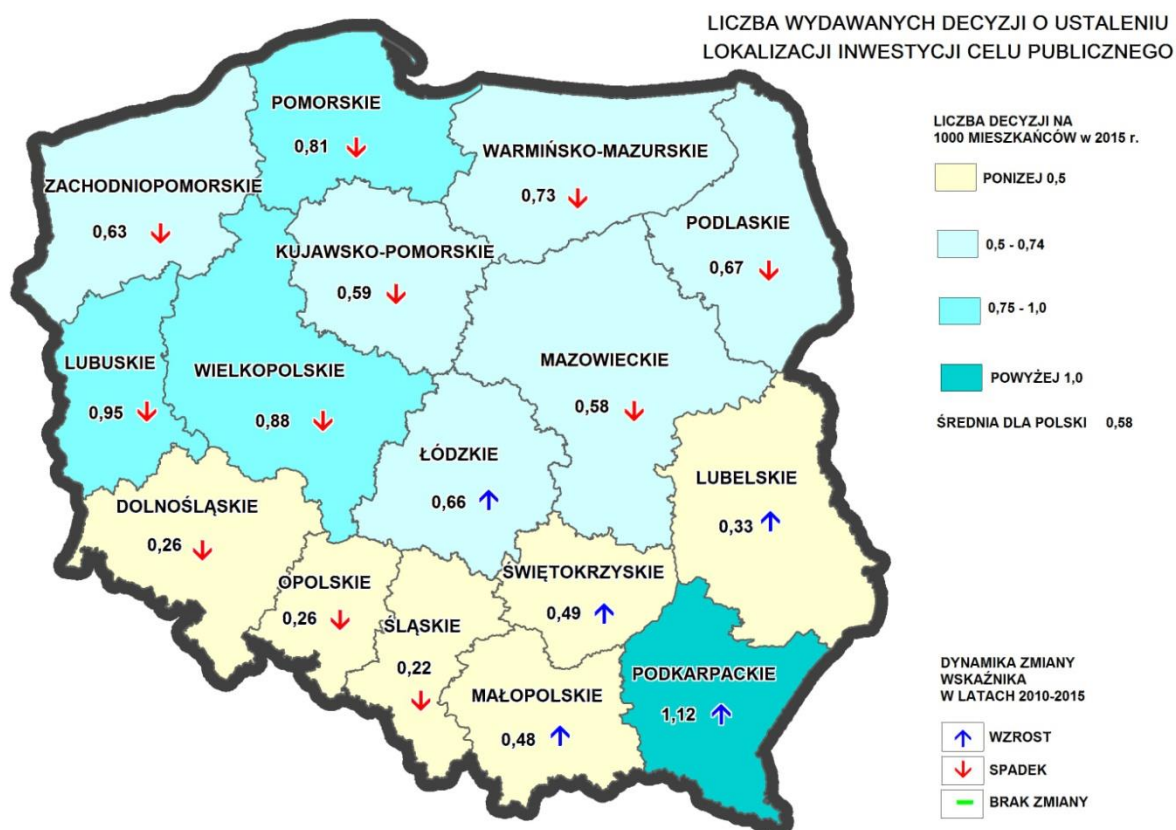 LICZBA WYDAWANYCH DECYZJI O USTALENIU
LOKALIZACJI INWESTYCJI CELU PUBLICZNEGO
POMORSKIE
0,81
WARMIŃSKO-MAZURSKIE
0,73
ZACHODNIOPOMORSKIE
0,63
PODLASKIE
0,67
KUJAWSKO-POMORSKIE
0,59
LUBUSKIE
0,95
WIELKOPOLSKIE
0,88
MAZOWIECKIE
0,58
ŁÓDZKIE
0,66
LUBELSKIE
0,33
DOLNOŚLĄSKIE
0,26
OPOLSKIE
0,26
ŚLĄSKIE
0,22
ŚWIĘTOKRZYSKIE
0,49
MAŁOPOLSKIE
0,48
PODKARPACKIE
1,12
LICZBA DECYZJI NA
1000 MIESZKAŃCÓW w 2015 r.
PONIZEJ 0,5
0,5 - 0,74
0,75 - 1,0
POWYŻEJ 1,0
ŚREDNIA DLA POLSKI 0,58
DYNAMIKA ZMIANY
WSKAŹNIKA
W LATACH 2010-2015
WZROST
SPADEK
BRAK ZMIANY